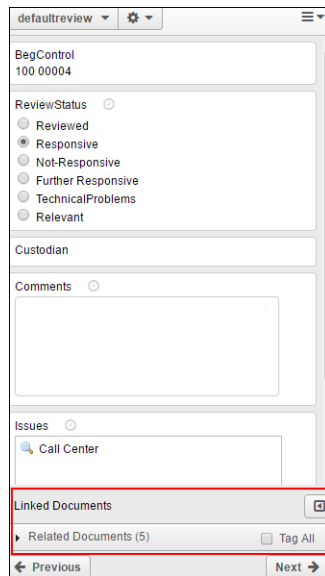 defaultreview
BegControl
100 00004
ReviewStatus
Reviewed
Responsive
Not-Responsive
Further Responsive
TechnicalProblems
Relevant
Custodian
Comments
Issues
Call Center
Linked Documents
Related Documents (5) Tag All
Previous Next